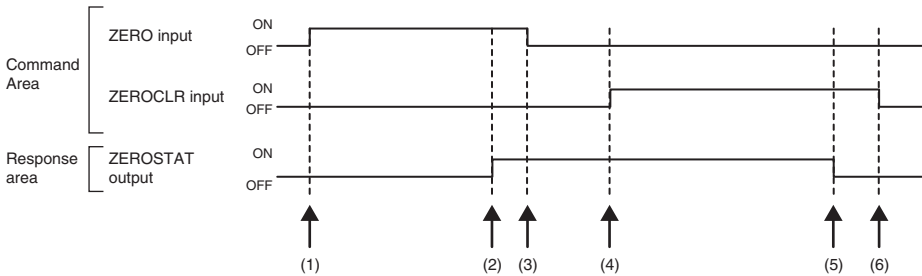 Command
Area
ZERO input
ON
OFF
ZEROCLR input
ON
OFF
Response
area
ZEROSTAT
output
ON
OFF
(1) (2) (3) (4) (5) (6)